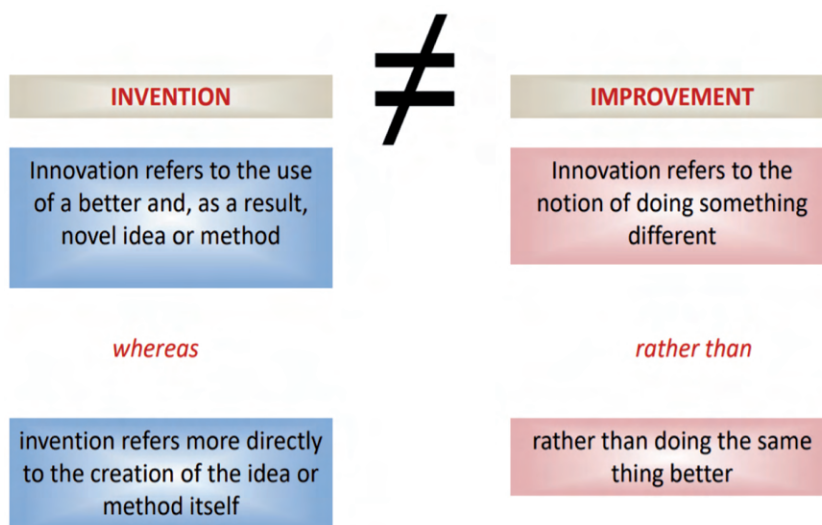 ≠
INVENTION
Innovation refers to the use
of a better and, as a result,
novel idea or method
whereas
invention refers more directly
to the creation of the idea or
method itself
IMPROVEMENT
Innovation refers to the
notion of doing something
different
rather than
rather than doing the same
thing better